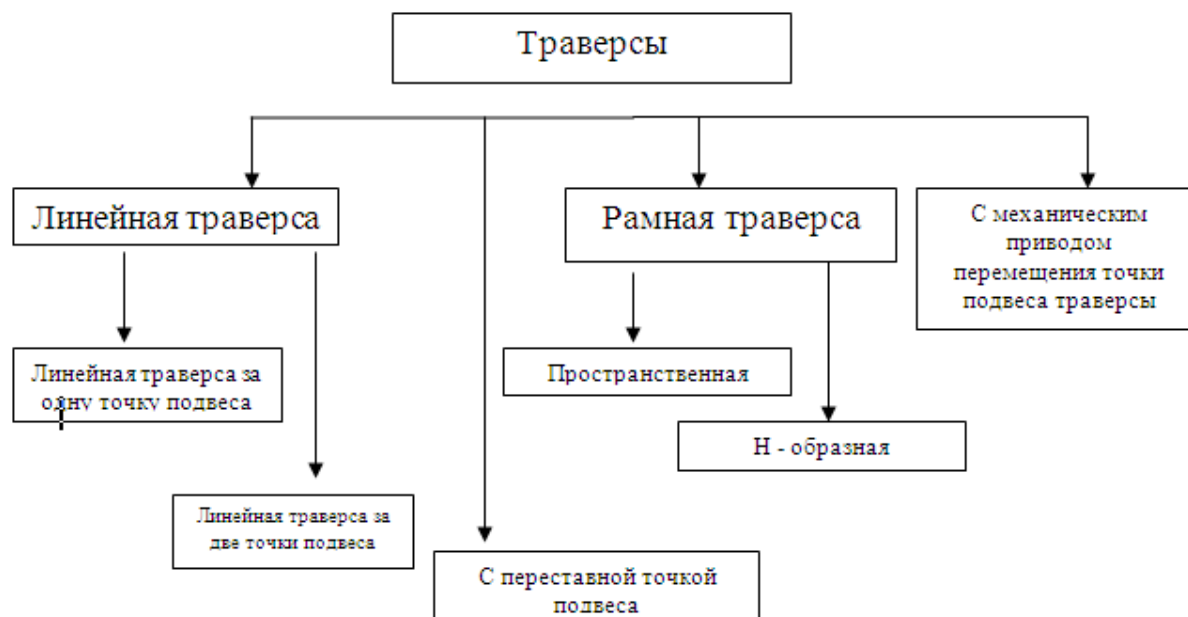 Траверсы
Линейная траверса
Рамная траверса
С механическим
приводом
перемещения точки
подвеса траверсы
Линейная траверса за
одну точку подвеса
Пространственная
Н - образная
Линейная траверса за
две точки подвеса
С переставной точкой
подвеса